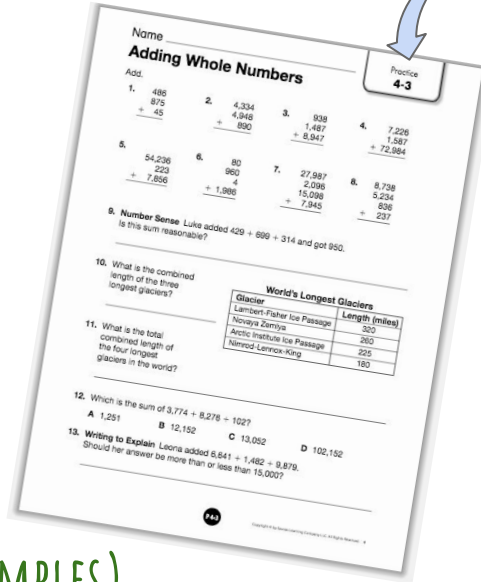 Name
Adding Whole Numbers
Practice
4-3
Add.
1. 486
875
+ 45
2. 4,334
4,948
+ 890
3. 938
1,487
+ 8,947
4. 7,226
1,587
+ 72,984
5. 54,236
223
+ 7,856
6. 80
960
4
+ 1,986
7. 27,987
2,096
15,098
+ 7,945
8. 8,738
5,234
836
+ 237
9. Number Sense Luke added 429 + 699 + 314 and got 950.
Is this sum reasonable?
10. What is the combined
length of the three
longest glaciers?
11. What is the total
combined length of
the four longest
glaciers in the world?
World's Longest Glaciers
Glacier Length (miles)
Lambert-Fisher Ice Passage 320
Novaya Zemlya 260
Arctic Institute Ice Passage 225
Nimrod-Lennox-King 180
12. Which is the sum of 3,774 + 8,276 + 102?
A 1,251 B 12,152 C 13,052 D 102,152
13. Writing to Explain Leona added 6,641 + 1,482 + 9,879.
Should her answer be more than or less than 15,000?
P 4-3